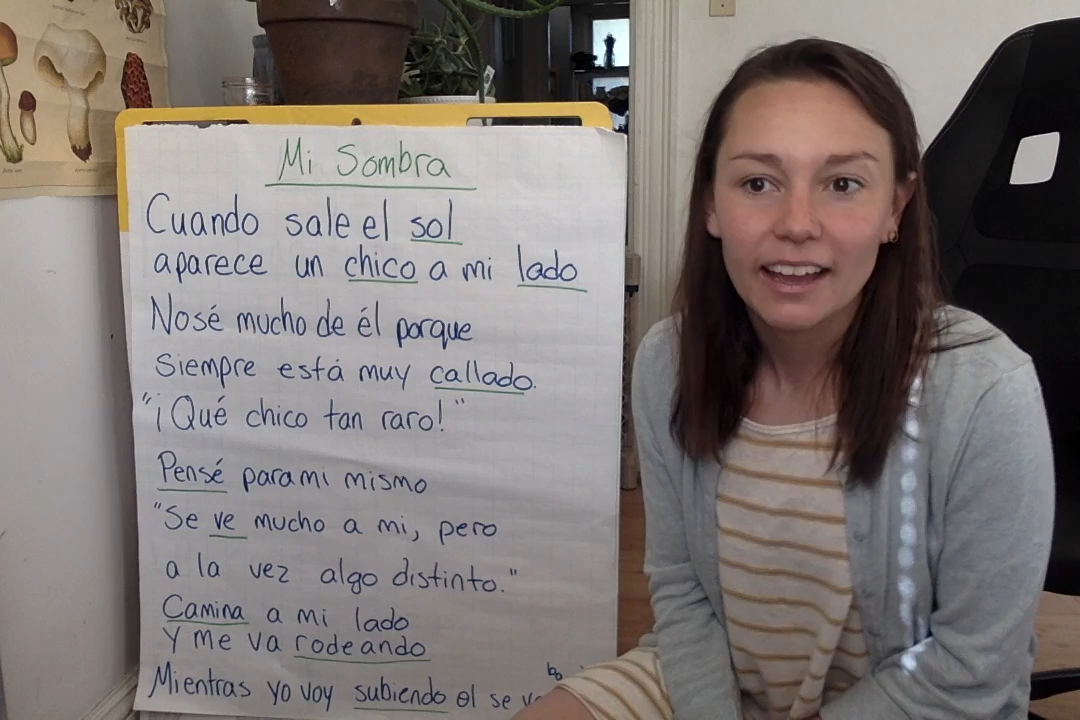 Mi Sombra
Cuando sale el sol
aparece un chico a mi lado
Nosé mucho de él porque
siempre está muy callado.
"¡Qué chico tan raro!"
Pensé para mi mismo
"Se ve mucho a mi, pero
a la vez algo distinto."
Camina a mi lado
Y me va rodeando
Mientras yo voy subiendo el se